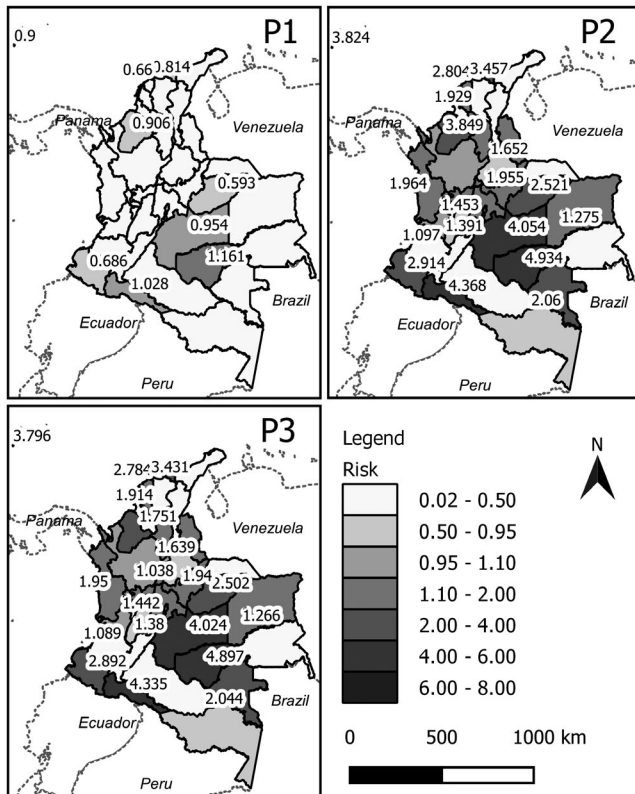 P1
0.9
0.66
0.814
Panama
0.906
Venezuela
0.593
0.954
0.686
1.161
1.028
Ecuador
Brazil
Peru
P2
3.824
2.804
3.457
1.929
Panama
3.849
Venezuela
1.652
1.964
1.955
2.521
1.453
1.275
1.391
4.054
1.097
2.914
4.934
4.368
2.06
Brazil
Ecuador
Peru
P3
3.796
2.784
3.431
1.914
Panama
1.751
Venezuela
1.639
1.038
1.95
1.94
2.502
1.442
1.266
1.38
4.024
1.089
2.892
4.897
4.335
2.044
Brazil
Ecuador
Peru
Legend
N
Risk
0.02 - 0.50
0.50 - 0.95
0.95 - 1.10
1.10 - 2.00
2.00 - 4.00
4.00 - 6.00
6.00 - 8.00
0 500 1000 km